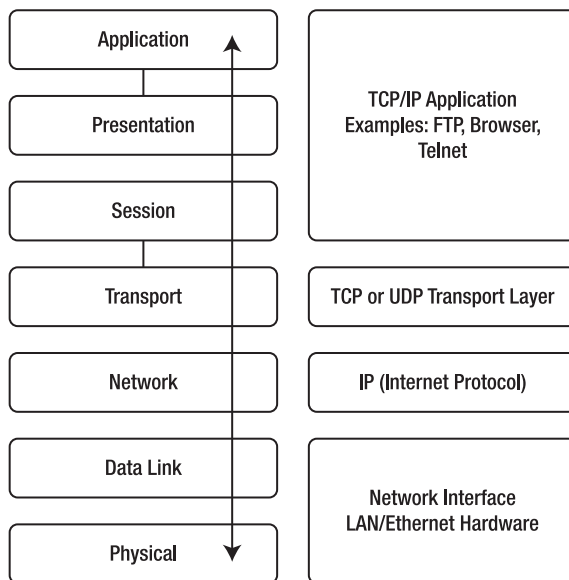 Application
Presentation
Session
Transport
Network
Data Link
Physical
TCP/IP Application
Examples: FTP, Browser,
Telnet
TCP or UDP Transport Layer
IP (Internet Protocol)
Network Interface
LAN/Ethernet Hardware